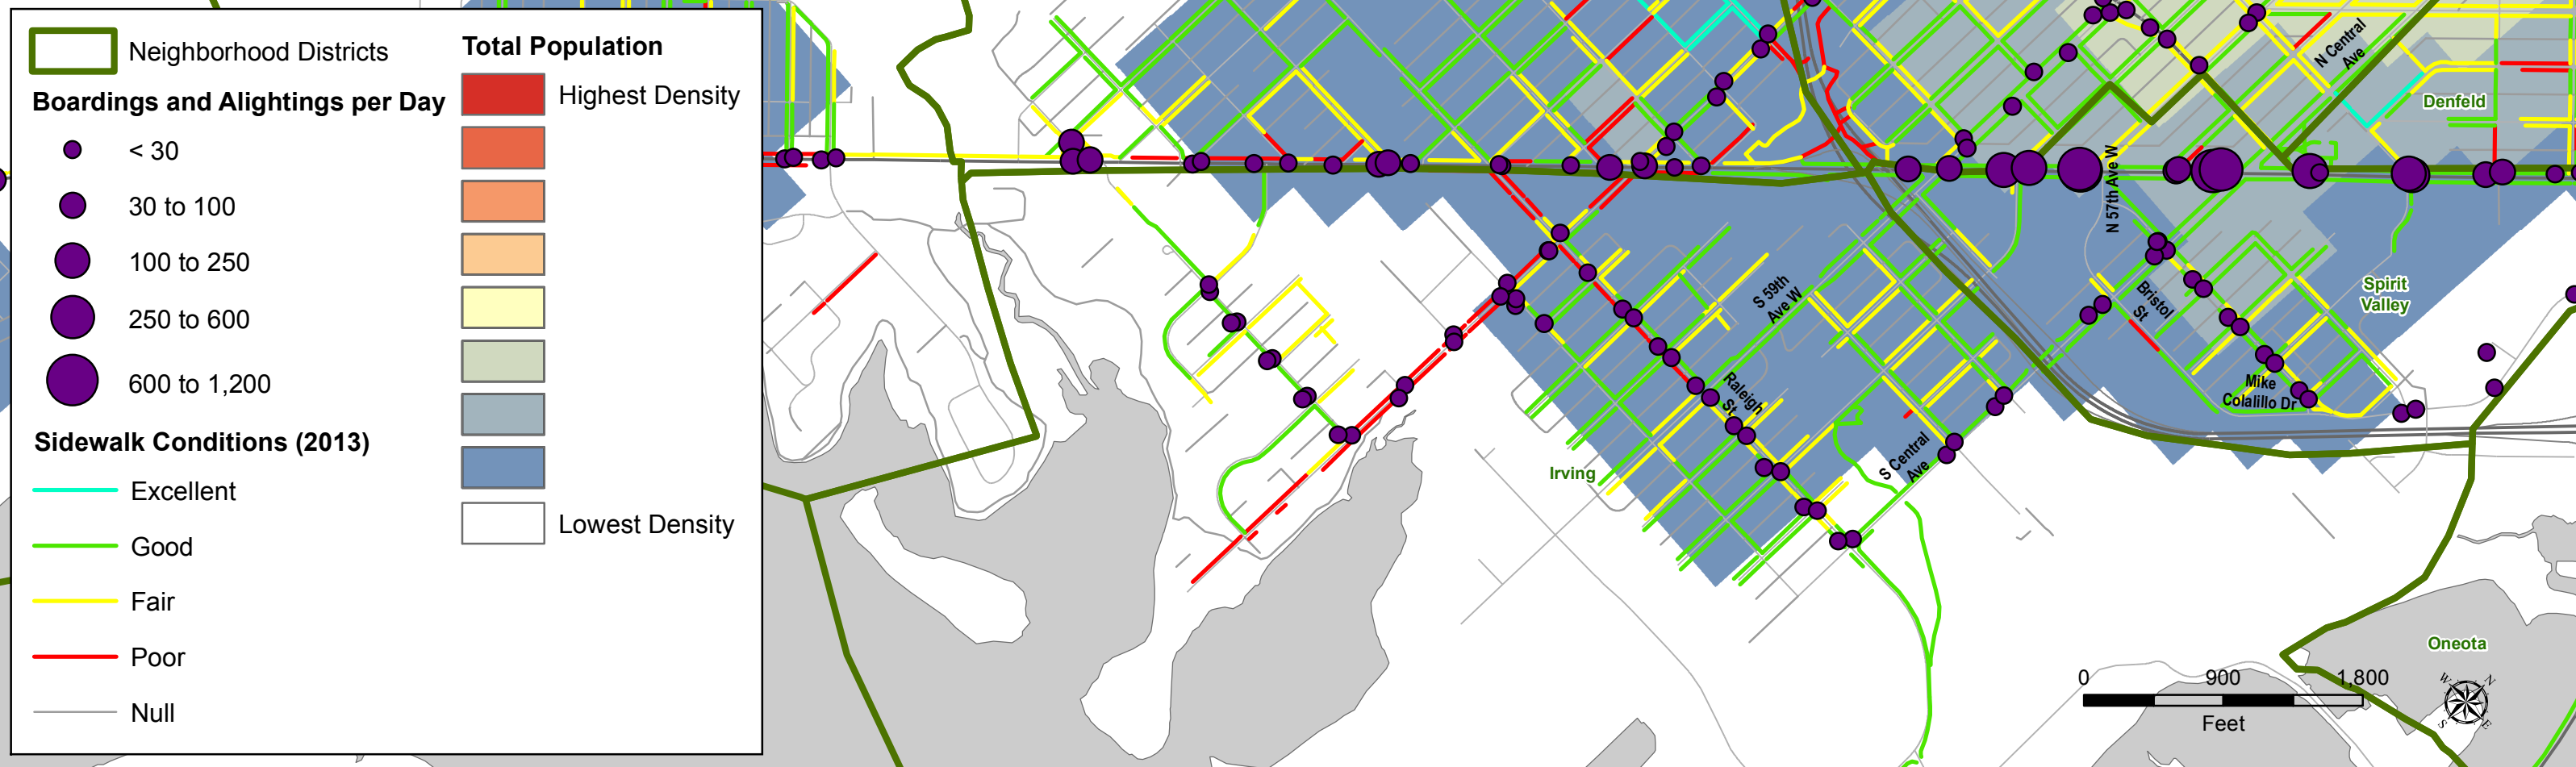 Neighborhood Districts
Boardings and Alightings per Day
< 30
30 to 100
100 to 250
250 to 600
600 to 1,200
Sidewalk Conditions (2013)
Excellent
Good
Fair
Poor
Null
Total Population
Highest Density
Lowest Density
N Central
Ave
Denfeld
N 57th Ave W
Spirit
Valley
S 59th
Ave W
Bristol
St
Mike
Colalillo Dr
Raleigh
St
S Central
Ave
Irving
Oneota
0 900 1,800
Feet
N
W
S
E